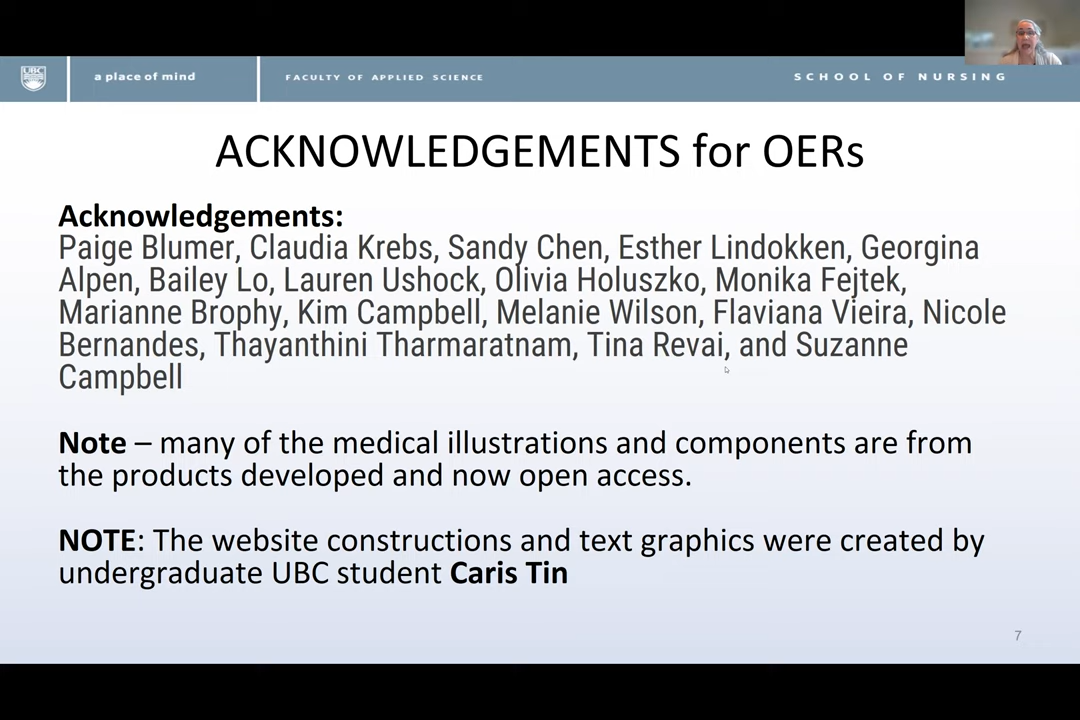 UBC
a place of mind
FACULTY OF APPLIED SCIENCE
SCHOOL OF NURSING
ACKNOWLEDGEMENTS for OERs
Acknowledgements:
Paige Blumer, Claudia Krebs, Sandy Chen, Esther Lindokken, Georgina
Alpen, Bailey Lo, Lauren Ushock, Olivia Holuszko, Monika Fejtek,
Marianne Brophy, Kim Campbell, Melanie Wilson, Flaviana Vieira, Nicole
Bernandes, Thayanthini Tharmaratnam, Tina Revai, and Suzanne
Campbell
Note – many of the medical illustrations and components are from
the products developed and now open access.
NOTE: The website constructions and text graphics were created by
undergraduate UBC student Caris Tin
7